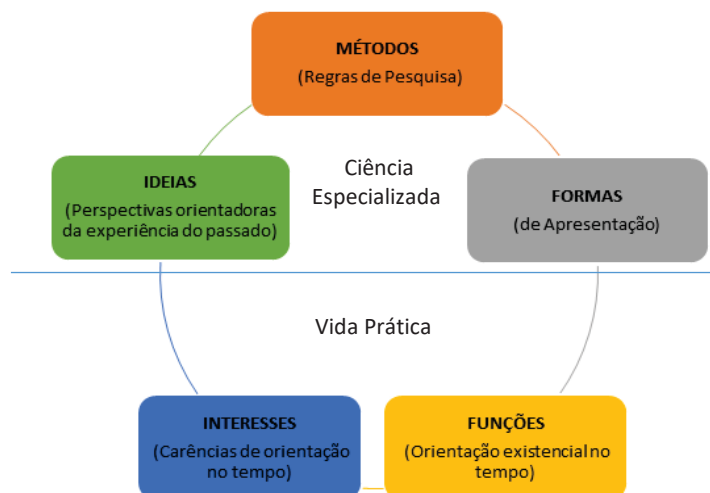 MÉTODOS
(Regras de Pesquisa)
IDEIAS
(Perspectivas orientadoras
da experiência do passado)
Ciência
Especializada
FORMAS
(de Apresentação)
Vida Prática
INTERESSES
(Carências de orientação
no tempo)
FUNÇÕES
(Orientação existencial no
tempo)